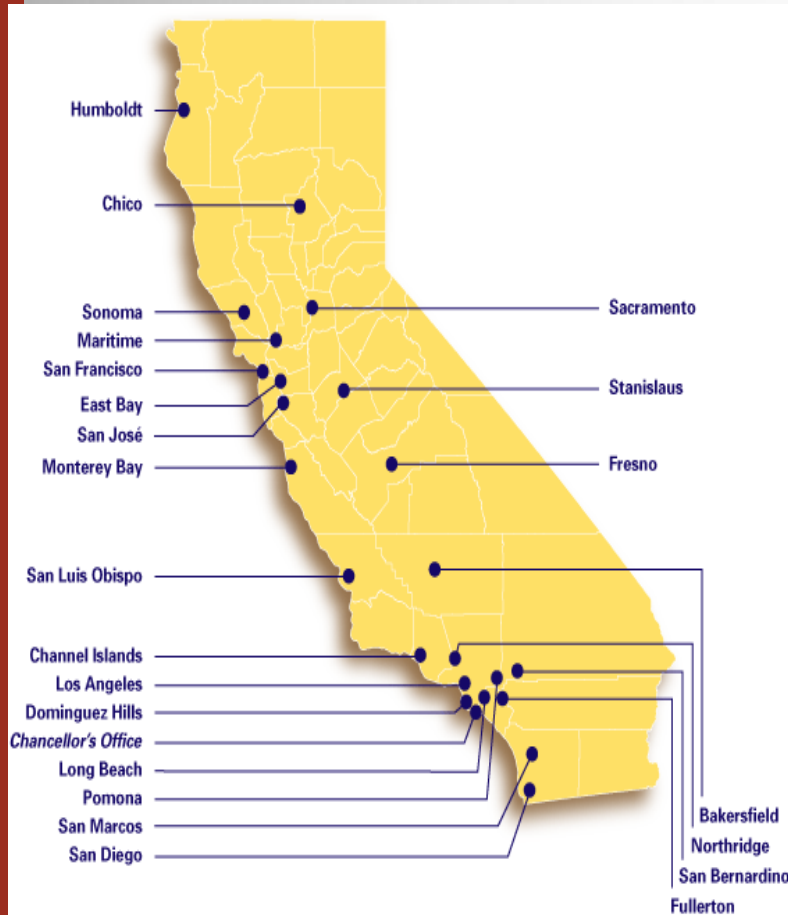 Humboldt
Chico
Sonoma
Maritime
San Francisco
East Bay
San José
Monterey Bay
San Luis Obispo
Channel Islands
Los Angeles
Dominguez Hills
Chancellor's Office
Long Beach
Pomona
San Marcos
San Diego
Sacramento
Stanislaus
Fresno
Bakersfield
Northridge
San Bernardino
Fullerton